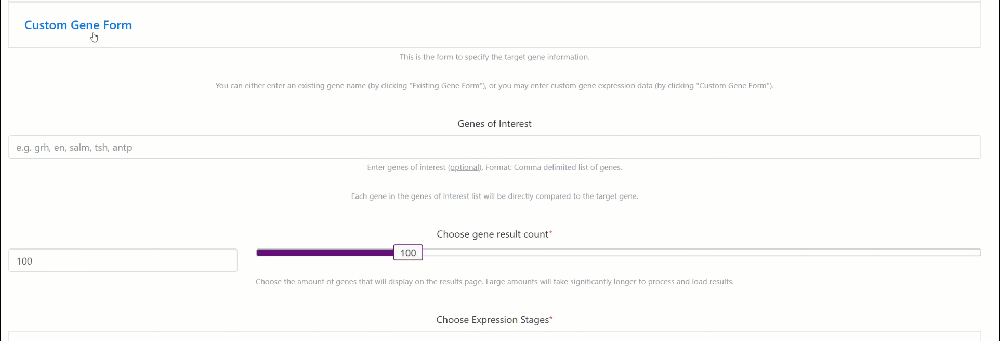 Custom Gene Form
This is the form to specify the target gene information.
You can either enter an existing gene name (by clicking "Existing Gene Form"), or you may enter custom gene expression data (by clicking "Custom Gene Form").
Genes of Interest
e.g. grh, en, salm, tsh, antp
Enter genes of interest (optional). Format: Comma delimited list of genes.
Each gene in the genes of interest list will be directly compared to the target gene.
Choose gene result count*
100
100
Choose the amount of genes that will display on the results page. Large amounts will take significantly longer to process and load results.
Choose Expression Stages*